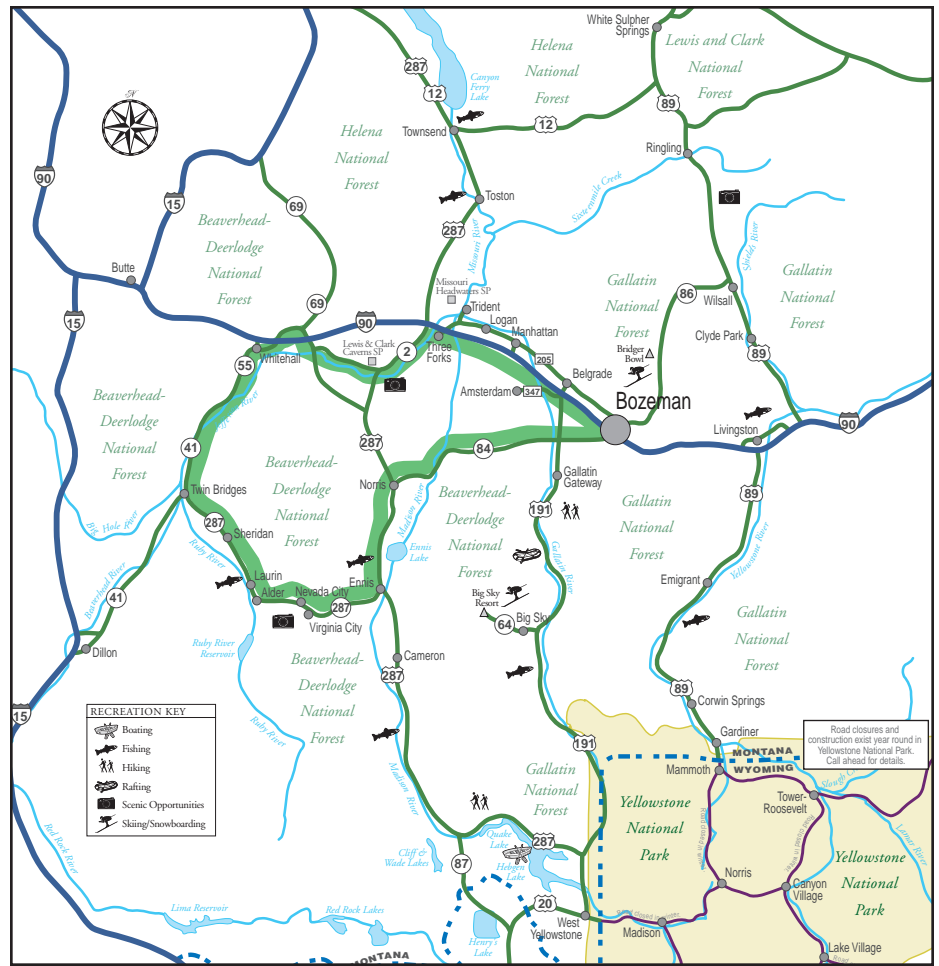 White Sulpher
Springs
Lewis and Clark
National
Forest
Helena
National
Forest
287
12
Canyon
Ferry
Lake
89
Townsend
12
Helena
National
Forest
Ringling
N
90
15
69
Toston
Sixteenmile Creek
287
Missouri River
Shields River
Beaverhead-
Deerlodge
National
Forest
Butte
Gallatin
National
Forest
Gallatin
National
Forest
Missouri
Headwaters SP
86
Wilsall
69
Trident
15
90
Logan
Manhattan
Clyde Park
Lewis & Clark
Caverns SP
2
Three
Forks
Bridger
Bowl
89
Whitehall
205
55
Belgrade
Amsterdam
347
Bozeman
Beaverhead-
Deerlodge
National
Forest
Livingston
90
41
287
84
Beaverhead-
Deerlodge
National
Forest
Gallatin
Gateway
Norris
Twin Bridges
Beaverhead-
Deerlodge
National
Forest
Gallatin
National
Forest
89
191
Madison River
Big Hole River
287
Sheridan
Ruby River
Ennis
Lake
Gallatin River
Yellowstone River
Beaverhead River
Laurin
Alder
Nevada City
Ennis
Emigrant
Big Sky
Resort
41
287
Virginia City
64
Big Sky
Gallatin
National
Forest
Ruby River
Reservoir
Dillon
Beaverhead-
Deerlodge
National
Forest
Cameron
287
89
Corwin Springs
15
RECREATION KEY
Boating
Fishing
Hiking
Rafting
Scenic Opportunities
Skiing/Snowboarding
Ruby River
Gardiner
Road closures and
construction exist year round in
Yellowstone National Park.
Call ahead for details.
191
MONTANA
WYOMING
Mammoth
Madison River
Gallatin
National
Forest
Tower-
Roosevelt
Yellowstone
National
Park
Road closed in winter
Road closed in winter
Lamar River
Red Rock River
Quake
Lake
287
Hebgen
Lake
Cliff &
Wade Lakes
87
Yellowstone
National
Park
Norris
Canyon
Village
Lima Reservoir
Red Rock Lakes
20
West
Yellowstone
Madison
Henry's
Lake
Lake Village
MONTANA
Road